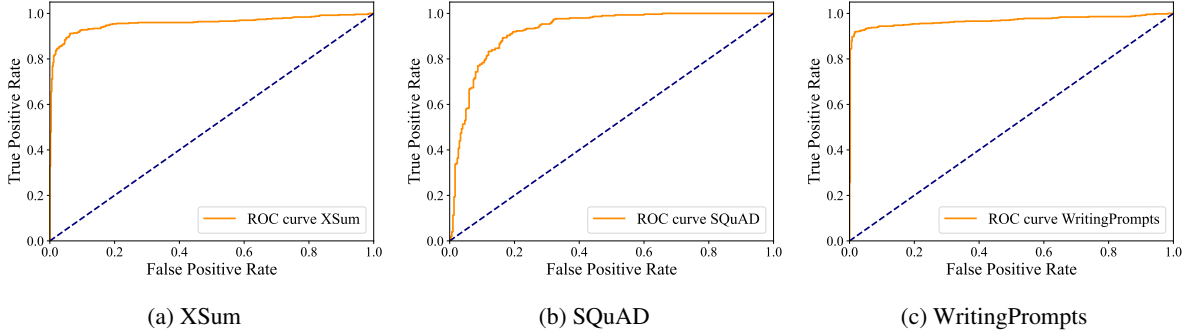 True Positive Rate
1.0
0.8
0.6
0.4
0.2
0.0
0.0 0.2 0.4 0.6 0.8 1.0
False Positive Rate
ROC curve XSum
(a) XSum
True Positive Rate
1.0
0.8
0.6
0.4
0.2
0.0
0.0 0.2 0.4 0.6 0.8 1.0
False Positive Rate
ROC curve SQuAD
(b) SQuAD
True Positive Rate
1.0
0.8
0.6
0.4
0.2
0.0
0.0 0.2 0.4 0.6 0.8 1.0
False Positive Rate
ROC curve WritingPrompts
(c) WritingPrompts